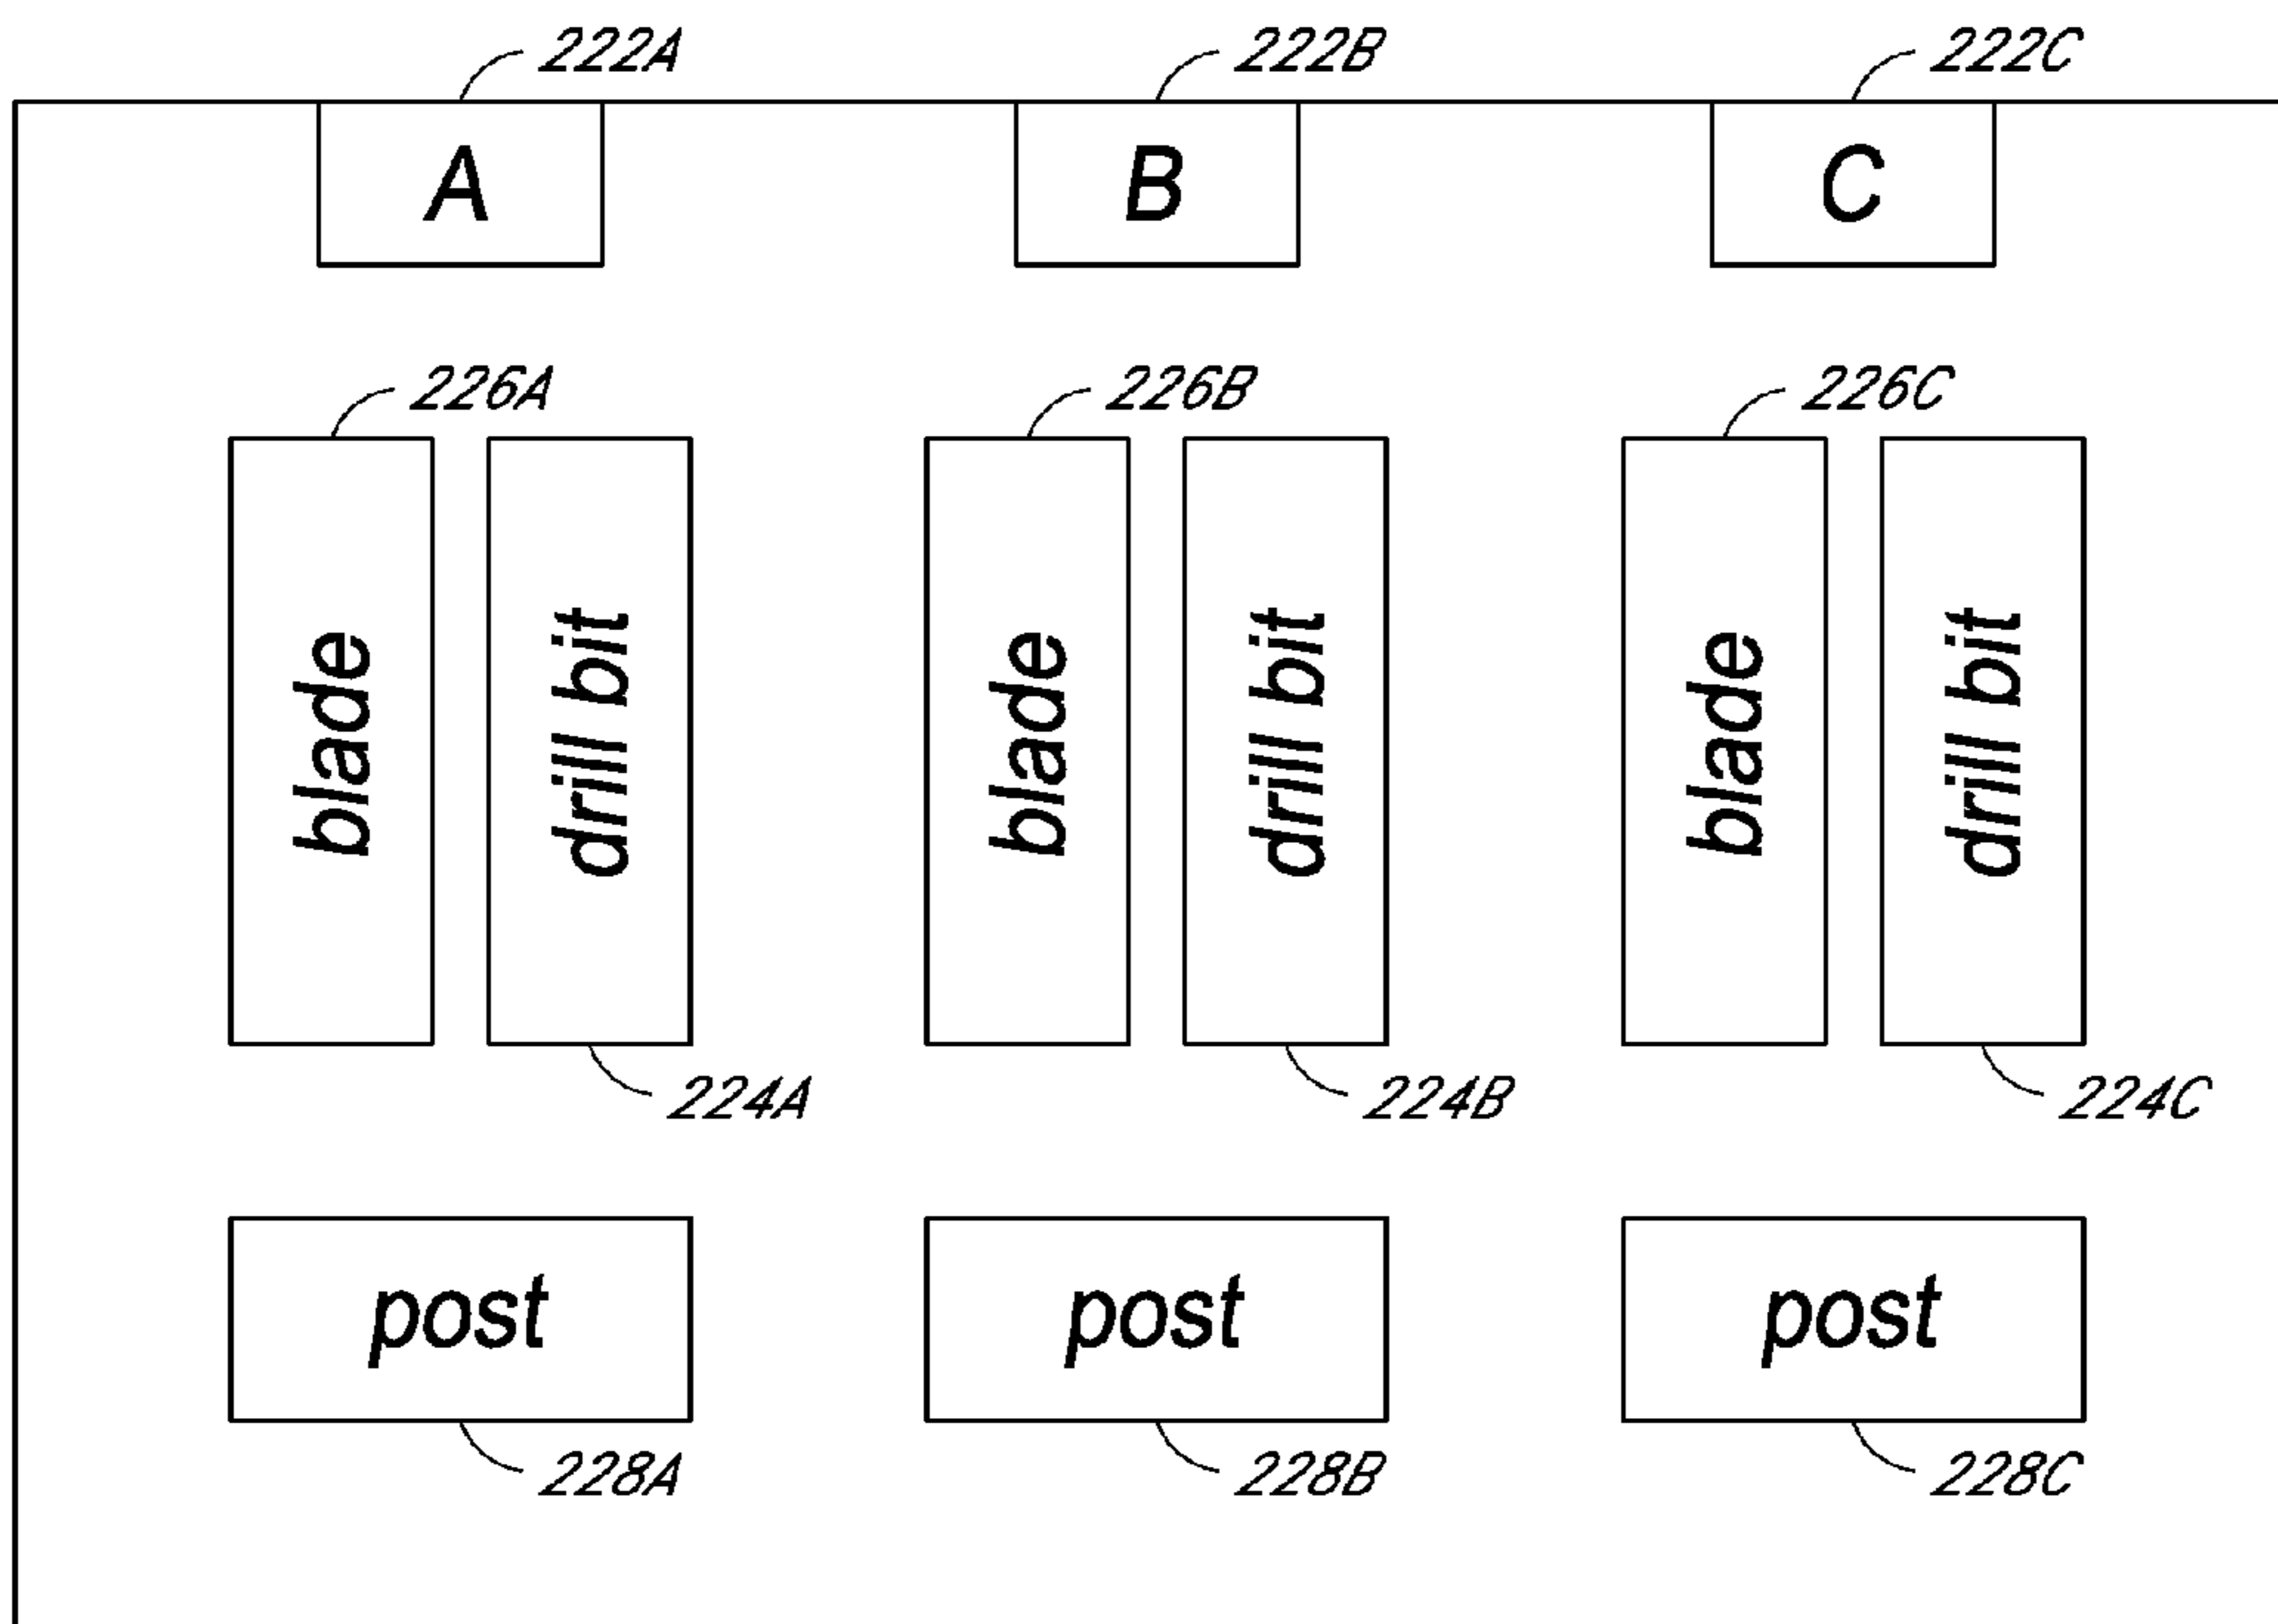 222A 222B 222C
A B C
226A 226B 226C
blade drill bit blade drill bit blade drill bit
224A 224B 224C
post post post
228A 228B 228C